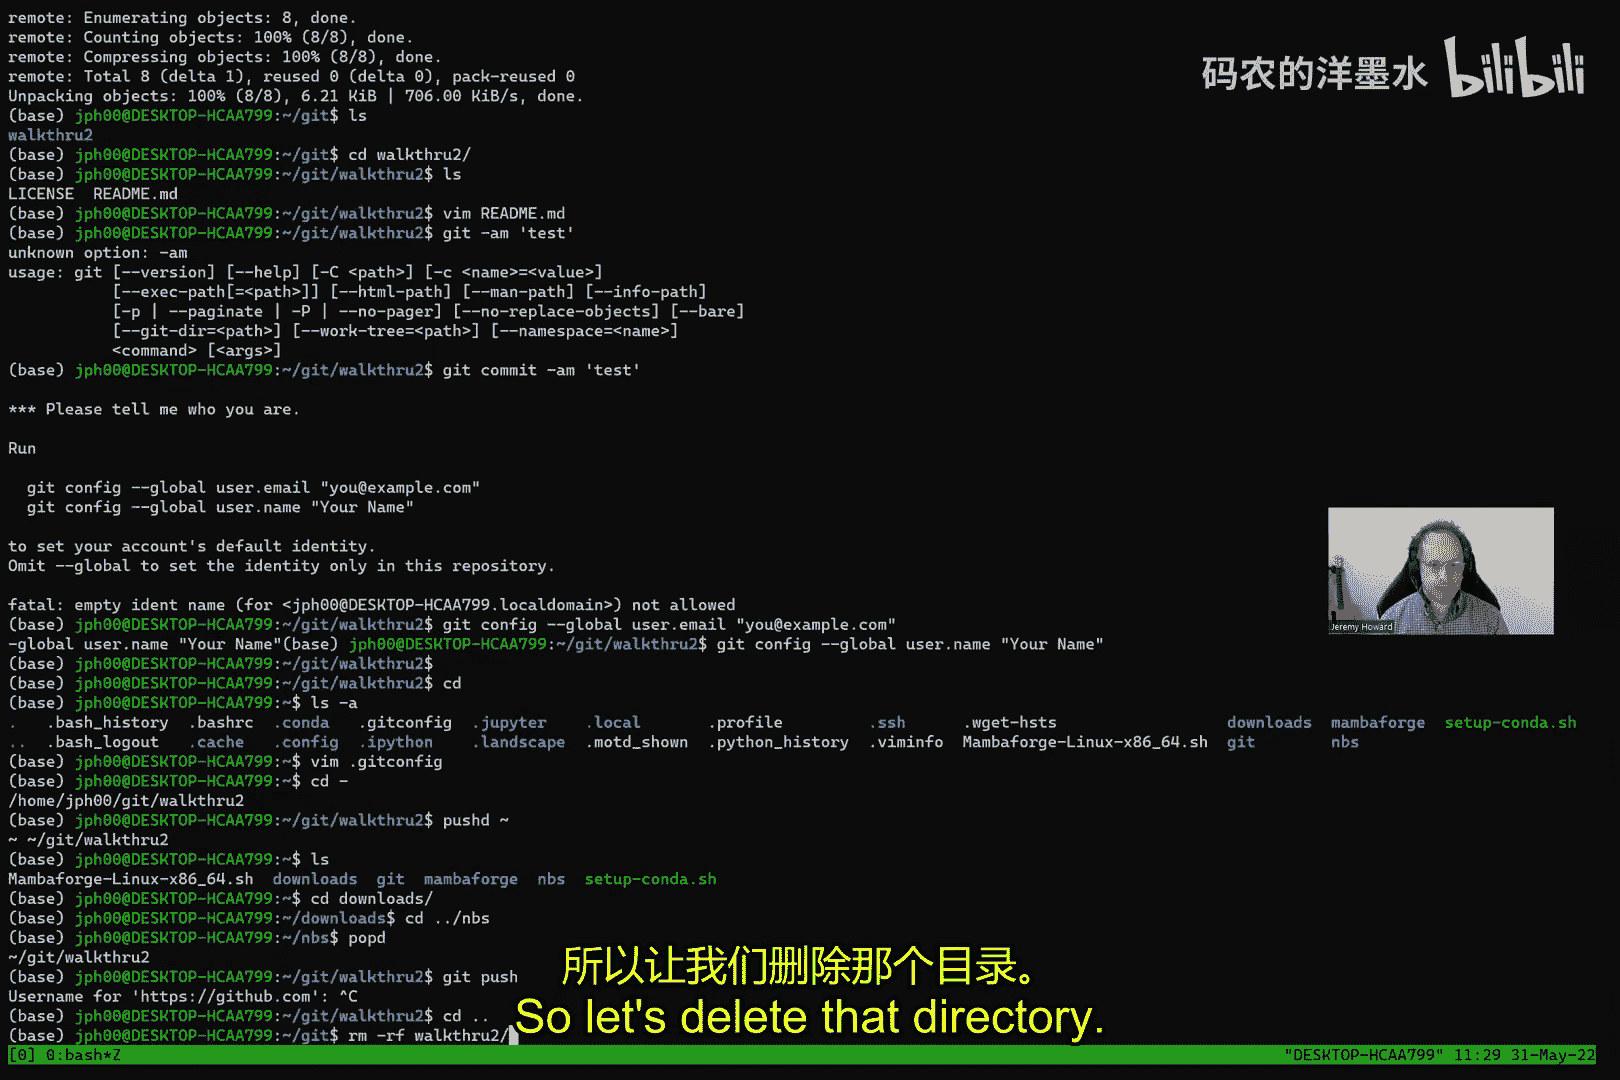 remote: Enumerating objects: 8, done.
remote: Counting objects: 100% (8/8), done.
remote: Compressing objects: 100% (8/8), done.
remote: Total 8 (delta 1), reused 0 (delta 0), pack-reused 0
Unpacking objects: 100% (8/8), 6.21 KiB | 706.00 KiB/s, done.
(base) jph00@DESKTOP-HCAA799:~/git$ ls
walkthru2
(base) jph00@DESKTOP-HCAA799:~/git$ cd walkthru2/
(base) jph00@DESKTOP-HCAA799:~/git/walkthru2$ ls
LICENSE  README.md
(base) jph00@DESKTOP-HCAA799:~/git/walkthru2$ vim README.md
(base) jph00@DESKTOP-HCAA799:~/git/walkthru2$ git -am 'test'
unknown option: -am
usage: git [--version] [--help] [-C <path>] [-c <name>=<value>]
           [--exec-path[=<path>]] [--html-path] [--man-path] [--info-path]
           [-p | --paginate | -P | --no-pager] [--no-replace-objects] [--bare]
           [--git-dir=<path>] [--work-tree=<path>] [--namespace=<name>]
           <command> [<args>]
(base) jph00@DESKTOP-HCAA799:~/git/walkthru2$ git commit -am 'test'
*** Please tell me who you are.
Run
  git config --global user.email "you@example.com"
  git config --global user.name "Your Name"
to set your account's default identity.
Omit --global to set the identity only in this repository.
fatal: empty ident name (for <jph00@DESKTOP-HCAA799.localdomain>) not allowed
(base) jph00@DESKTOP-HCAA799:~/git/walkthru2$ git config --global user.email "you@example.com"
-global user.name "Your Name"(base) jph00@DESKTOP-HCAA799:~/git/walkthru2$ git config --global user.name "Your Name"
(base) jph00@DESKTOP-HCAA799:~/git/walkthru2$
(base) jph00@DESKTOP-HCAA799:~/git/walkthru2$ cd
(base) jph00@DESKTOP-HCAA799:~$ ls -a
.   .bash_history  .bashrc  .conda   .gitconfig  .jupyter    .local       .profile         .ssh      .wget-hsts                  downloads  mambaforge  setup-conda.sh
..  .bash_logout   .cache   .config  .ipython    .landscape  .motd_shown  .python_history  .viminfo  Mambaforge-Linux-x86_64.sh  git        nbs
(base) jph00@DESKTOP-HCAA799:~$ vim .gitconfig
(base) jph00@DESKTOP-HCAA799:~$ cd -
/home/jph00/git/walkthru2
(base) jph00@DESKTOP-HCAA799:~/git/walkthru2$ pushd ~
~ ~/git/walkthru2
(base) jph00@DESKTOP-HCAA799:~$ ls
Mambaforge-Linux-x86_64.sh  downloads  git  mambaforge  nbs  setup-conda.sh
(base) jph00@DESKTOP-HCAA799:~$ cd downloads/
(base) jph00@DESKTOP-HCAA799:~/downloads$ cd ../nbs
(base) jph00@DESKTOP-HCAA799:~/nbs$ popd
~/git/walkthru2
(base) jph00@DESKTOP-HCAA799:~/git/walkthru2$ git push
Username for 'https://github.com': ^C
(base) jph00@DESKTOP-HCAA799:~/git/walkthru2$ cd ..
(base) jph00@DESKTOP-HCAA799:~/git$ rm -rf walkthru2/
[0] 0:bash*Z "DESKTOP-HCAA799" 11:29 31-May-22
码农的洋墨水 bilibili
Jeremy Howard
所以让我们删除那个目录。
So let's delete that directory.